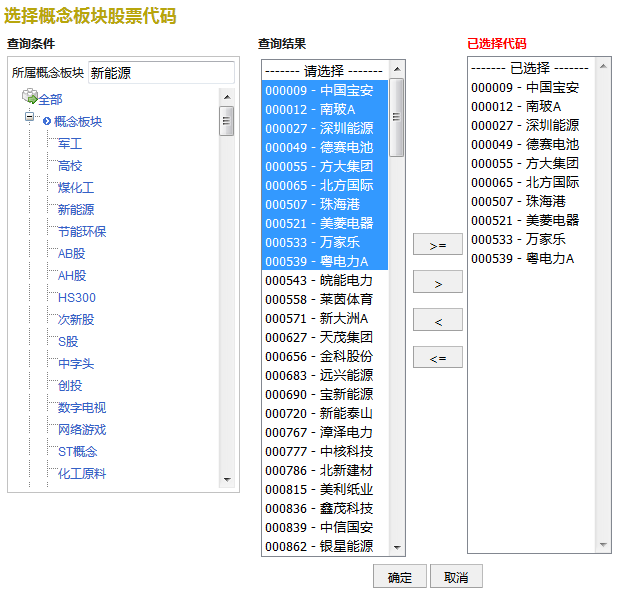 选择概念板块股票代码
查询条件
所属概念板块 新能源
全部
概念板块
军工
高校
煤化工
新能源
节能环保
AB股
AH股
HS300
次新股
S股
中字头
创投
数字电视
网络游戏
ST概念
化工原料
查询结果
------- 请选择 -------
000009 - 中国宝安
000012 - 南玻A
000027 - 深圳能源
000049 - 德赛电池
000055 - 方大集团
000065 - 北方国际
000507 - 珠海港
000521 - 美菱电器
000533 - 万家乐
000539 - 粤电力A
000543 - 皖能电力
000558 - 莱茵体育
000571 - 新大洲A
000627 - 天茂集团
000656 - 金科股份
000683 - 远兴能源
000690 - 宝新能源
000720 - 新能泰山
000767 - 漳泽电力
000777 - 中核科技
000786 - 北新建材
000815 - 美利纸业
000836 - 鑫茂科技
000839 - 中信国安
000862 - 银星能源
>=
>
<
<=
已选择代码
------- 已选择 -------
000009 - 中国宝安
000012 - 南玻A
000027 - 深圳能源
000049 - 德赛电池
000055 - 方大集团
000065 - 北方国际
000507 - 珠海港
000521 - 美菱电器
000533 - 万家乐
000539 - 粤电力A
确定 取消